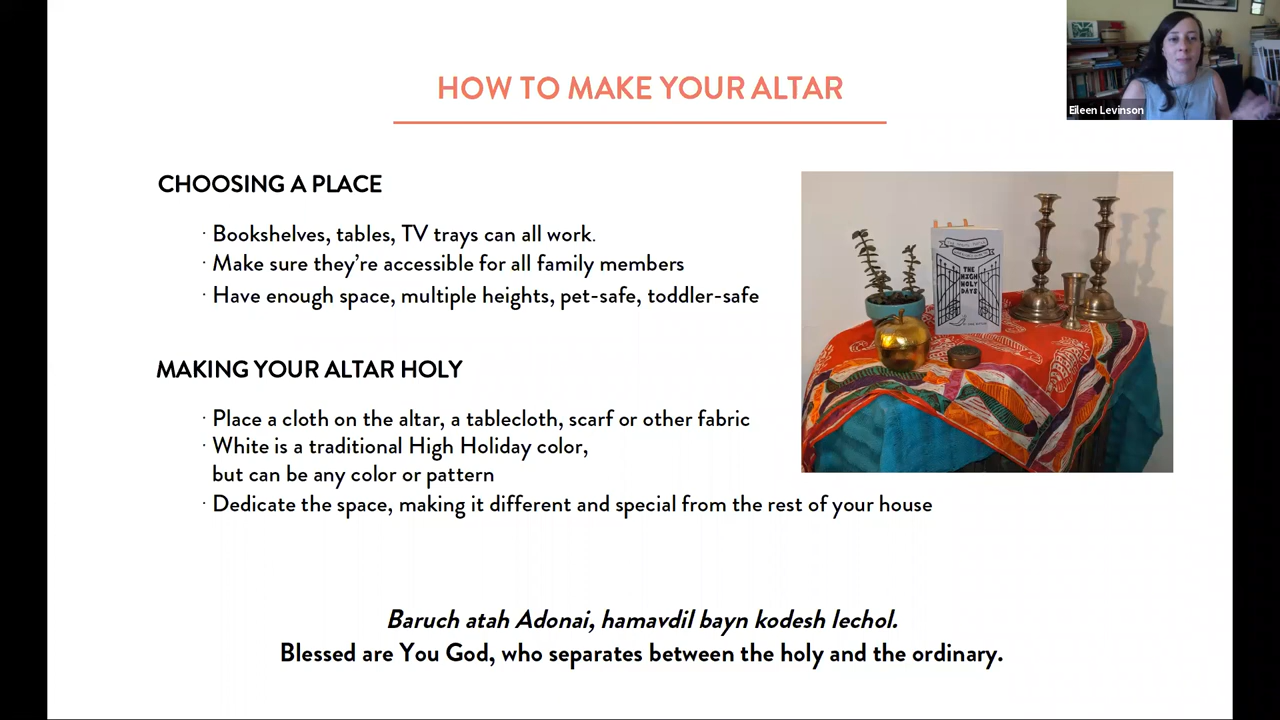 HOW TO MAKE YOUR ALTAR
Eileen Levinson
CHOOSING A PLACE
· Bookshelves, tables, TV trays can all work.
· Make sure they're accessible for all family members
· Have enough space, multiple heights, pet-safe, toddler-safe
THE
HIGH
HOLY
DAYS
MAKING YOUR ALTAR HOLY
· Place a cloth on the altar, a tablecloth, scarf or other fabric
· White is a traditional High Holiday color,
but can be any color or pattern
· Dedicate the space, making it different and special from the rest of your house
Baruch atah Adonai, hamavdil bayn kodesh lechol.
Blessed are You God, who separates between the holy and the ordinary.